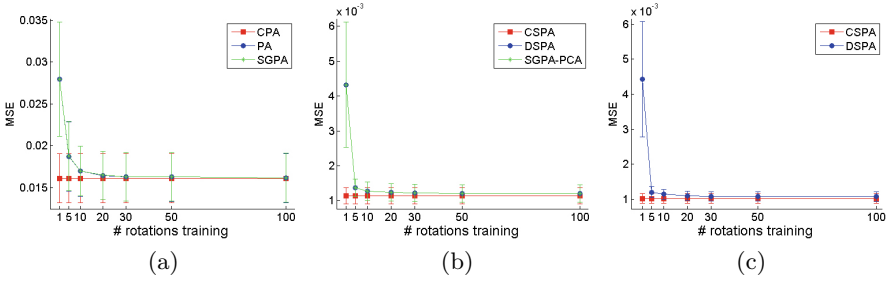 0.035
0.03
0.025
0.02
0.015
MSE
CPA
PA
SGPA
1 5 10 20 30 50 100
# rotations training
(a)
x 10⁻³
6
5
4
3
2
1
MSE
CSPA
DSPA
SGPA-PCA
1 5 10 20 30 50 100
# rotations training
(b)
x 10⁻³
6
5
4
3
2
1
MSE
CSPA
DSPA
1 5 10 20 30 50 100
# rotations training
(c)